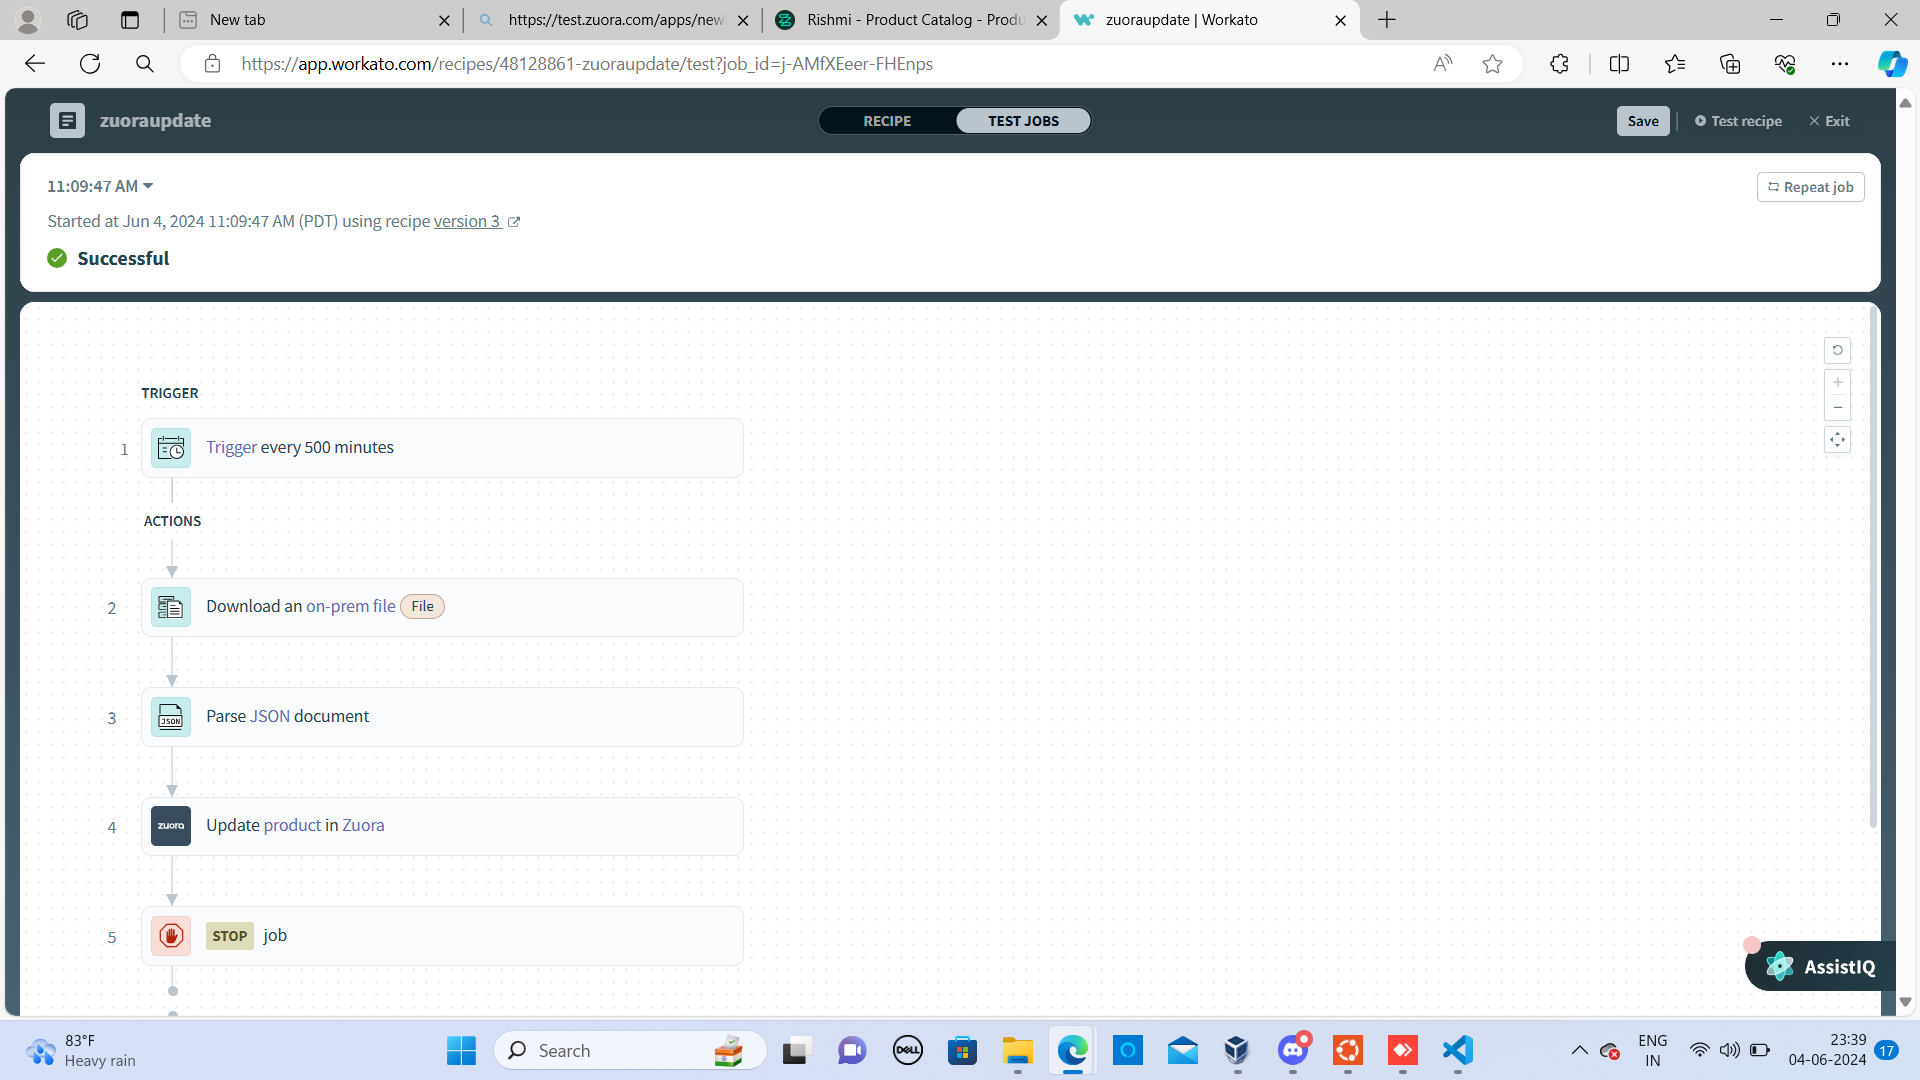 New tab
https://test.zuora.com/apps/new
Rishmi - Product Catalog - Produ
zuoraupdate | Workato
https://app.workato.com/recipes/48128861-zuoraupdate/test?job_id=j-AMfXEeer-FHEnps
zuoraupdate
RECIPE
TEST JOBS
Save
Test recipe
Exit
11:09:47 AM
Repeat job
Started at Jun 4, 2024 11:09:47 AM (PDT) using recipe version 3
Successful
TRIGGER
1
Trigger every 500 minutes
ACTIONS
2
Download an on-prem file File
3
JSON
Parse JSON document
4
zuora
Update product in Zuora
5
STOP job
AssistIQ
83°F
Heavy rain
Search
DELL
ENG
IN
23:39
04-06-2024
17